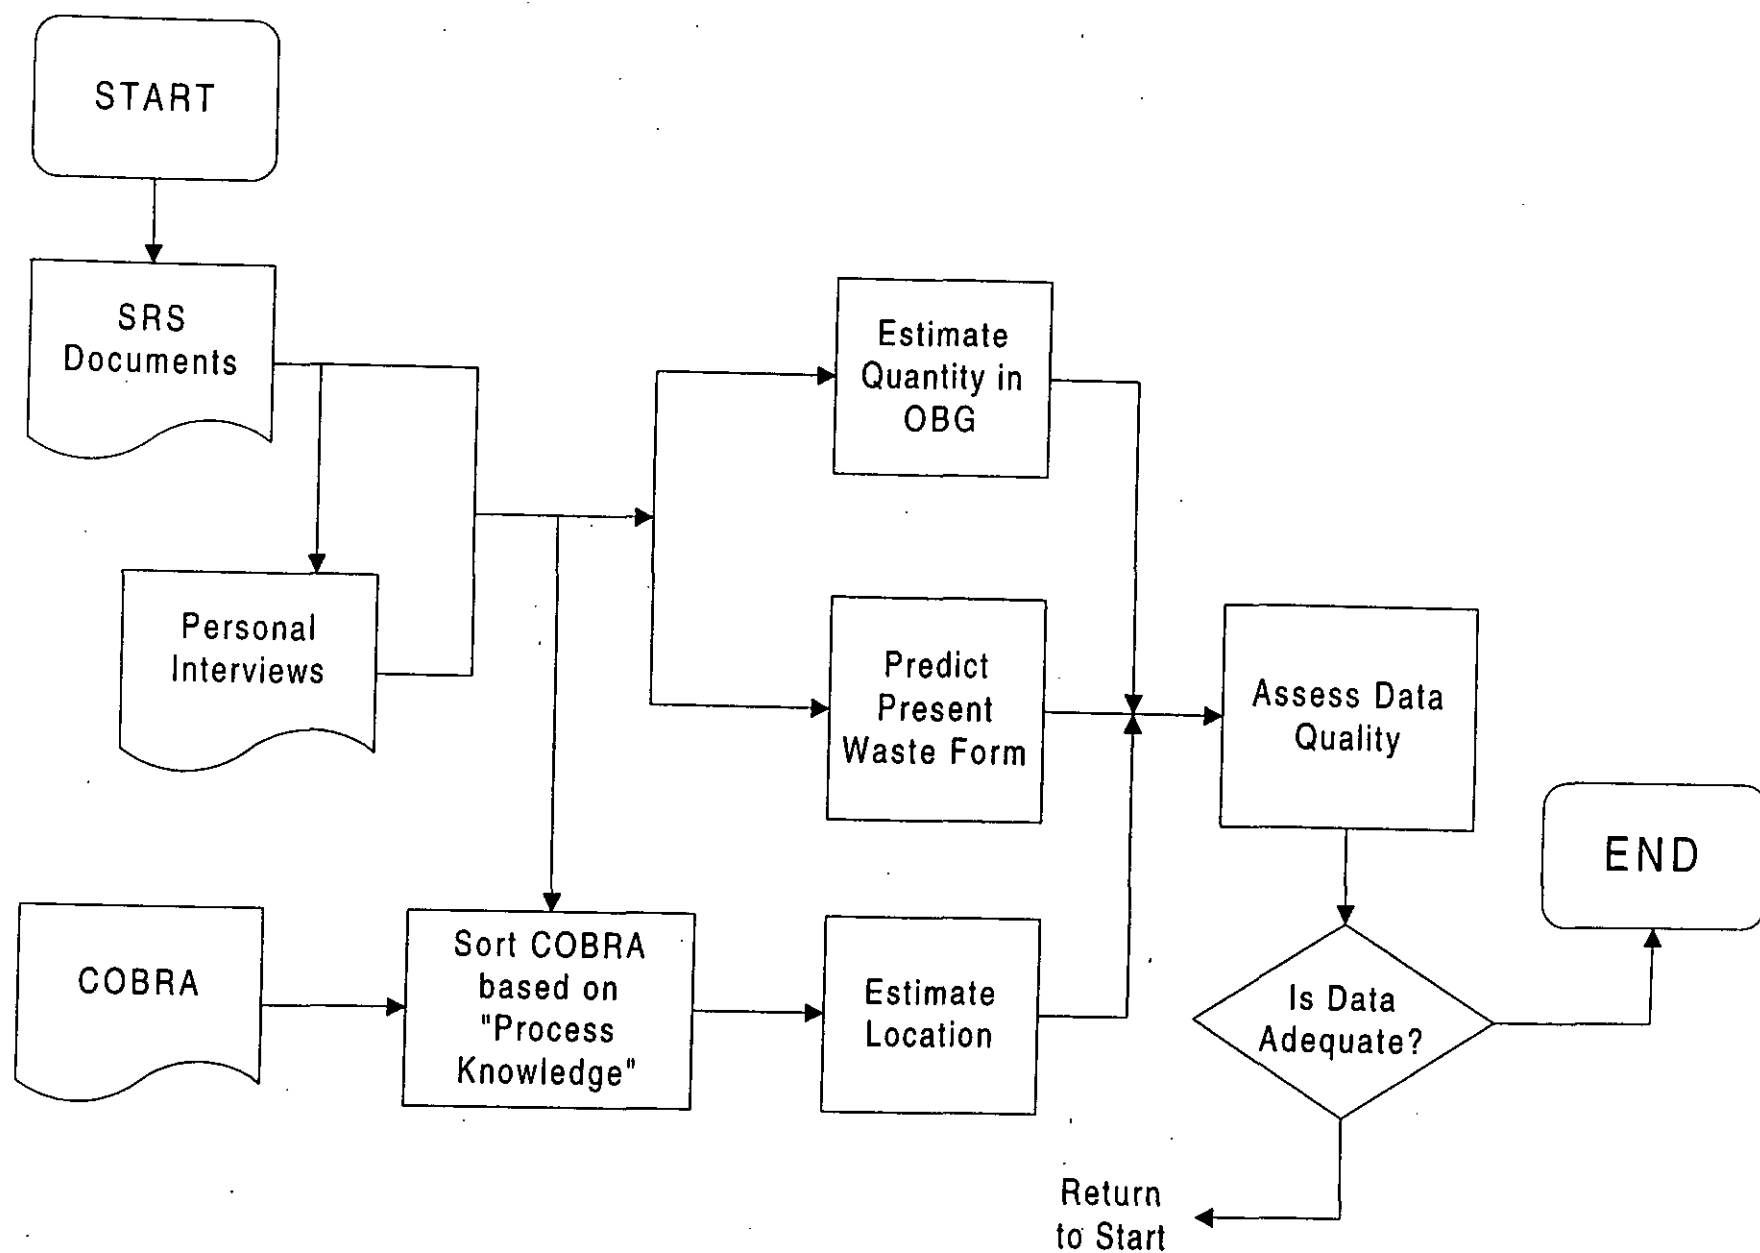 START
SRS
Documents
Estimate
Quantity in
OBG
Personal
Interviews
Predict
Present
Waste Form
Assess Data
Quality
END
COBRA
Sort COBRA
based on
"Process
Knowledge"
Estimate
Location
Is Data
Adequate?
Return
to Start